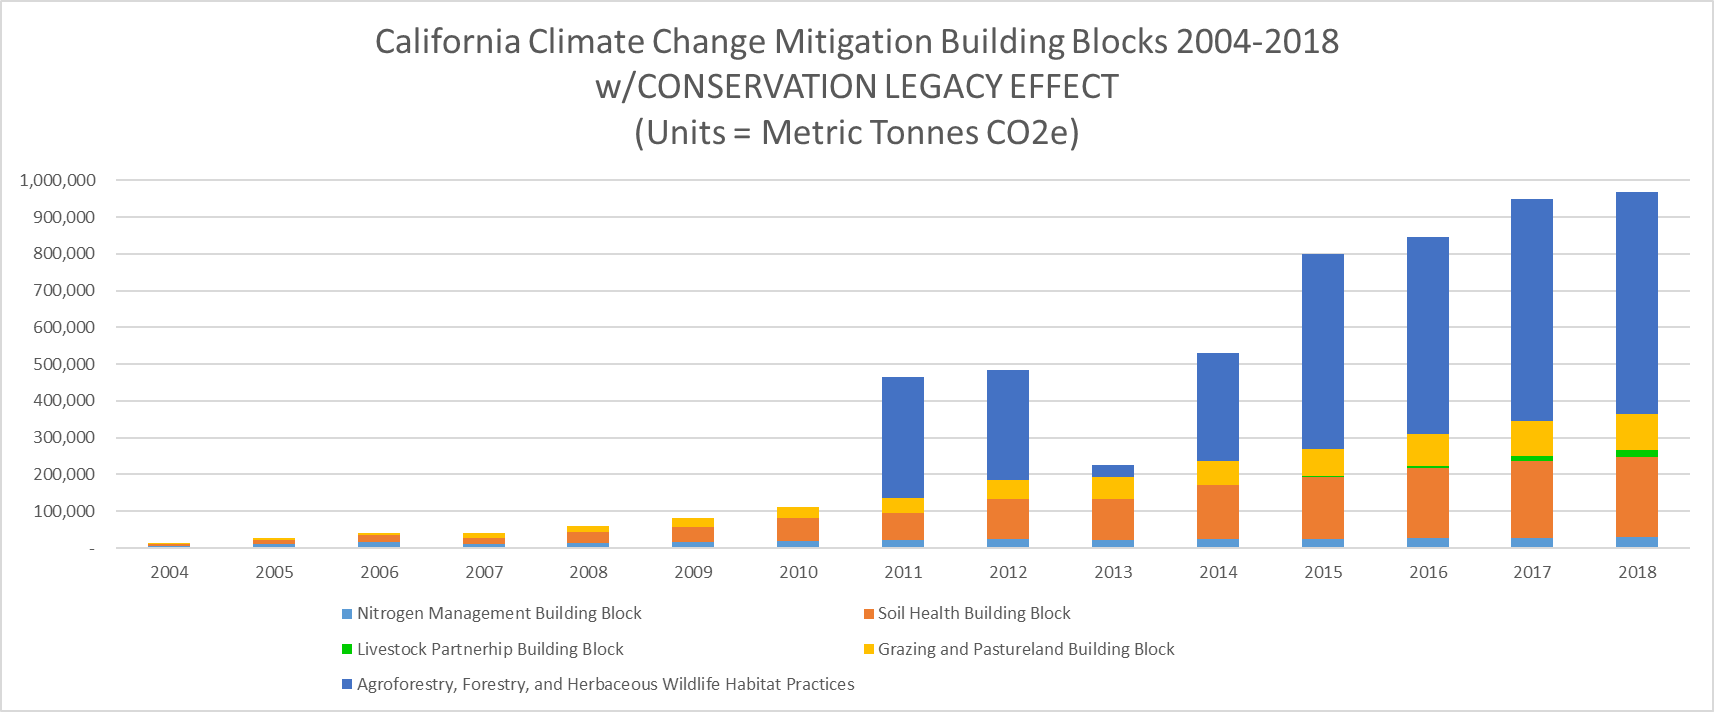 California Climate Change Mitigation Building Blocks 2004-2018
w/CONSERVATION LEGACY EFFECT
(Units = Metric Tonnes CO2e)
1,000,000
900,000
800,000
700,000
600,000
500,000
400,000
300,000
200,000
100,000
-
2004 2005 2006 2007 2008 2009 2010 2011 2012 2013 2014 2015 2016 2017 2018
Nitrogen Management Building Block
Soil Health Building Block
Livestock Partnerhip Building Block
Grazing and Pastureland Building Block
Agroforestry, Forestry, and Herbaceous Wildlife Habitat Practices